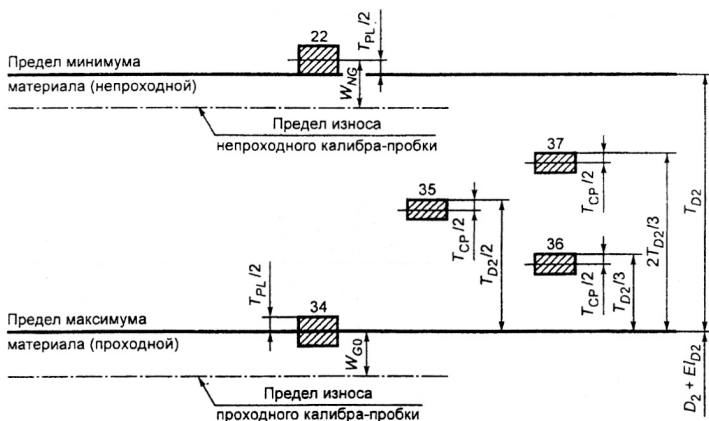 22
T_PL/2
Предел минимума
материала (непроходной)
W_NG
Предел износа
непроходного калибра-пробки
37
T_CP/2
35
T_CP/2
T_D2/2
36
T_CP/2
T_D2/3
2T_D2/3
T_D2
T_PL/2
34
Предел максимума
материала (проходной)
W_G0
Предел износа
проходного калибра-пробки
D_2 + EI_D2